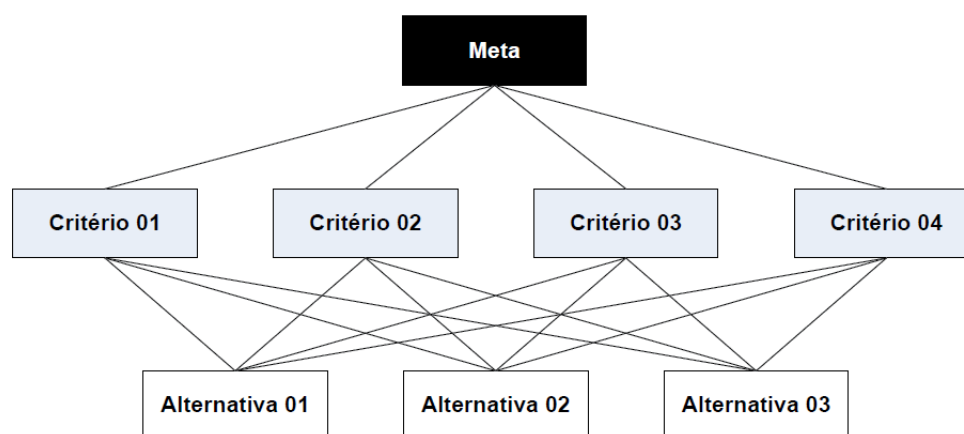 Meta
Critério 01
Critério 02
Critério 03
Critério 04
Alternativa 01
Alternativa 02
Alternativa 03